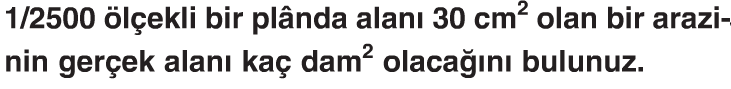 1/2500 ölçekli bir plânda alanı 30 cm² olan bir arazi-
nin gerçek alanı kaç dam² olacağını bulunuz.